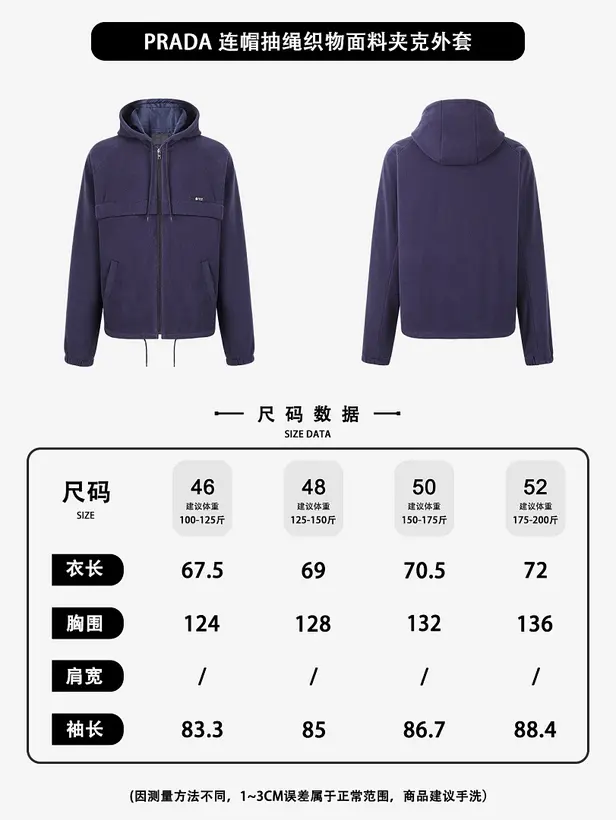 PRADA 连帽抽绳织物面料夹克外套
尺码数据
SIZE DATA
尺码
SIZE
46
建议体重
100-125斤
48
建议体重
125-150斤
50
建议体重
150-175斤
52
建议体重
175-200斤
衣长 67.5 69 70.5 72
胸围 124 128 132 136
肩宽 / / / /
袖长 83.3 85 86.7 88.4
(因测量方法不同，1~3CM误差属于正常范围，商品建议手洗)